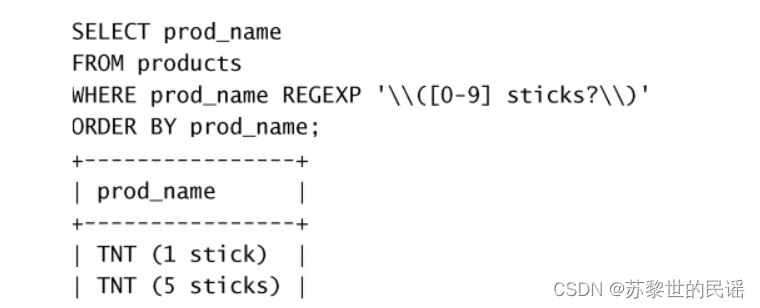 SELECT prod_name
FROM products
WHERE prod_name REGEXP '\\([0-9] sticks?\\)'
ORDER BY prod_name;
+----------------+
| prod_name      |
+----------------+
| TNT (1 stick)  |
| TNT (5 sticks) |
CSDN @苏黎世的民谣